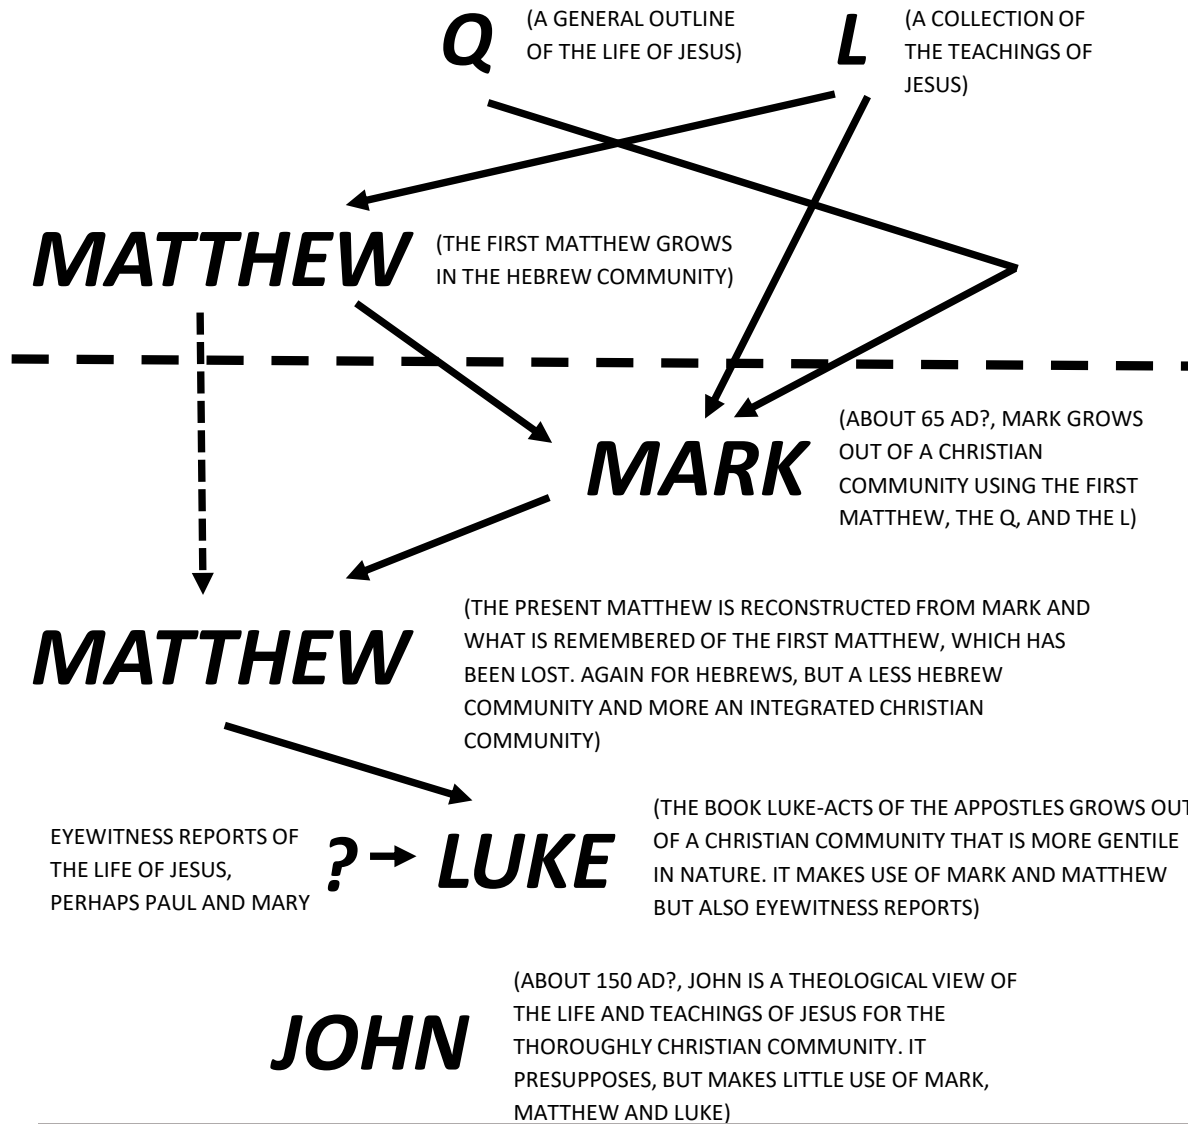 Q
(A GENERAL OUTLINE
OF THE LIFE OF JESUS)
L
(A COLLECTION OF
THE TEACHINGS OF
JESUS)
MATTHEW
(THE FIRST MATTHEW GROWS
IN THE HEBREW COMMUNITY)
MARK
(ABOUT 65 AD?, MARK GROWS
OUT OF A CHRISTIAN
COMMUNITY USING THE FIRST
MATTHEW, THE Q, AND THE L)
MATTHEW
(THE PRESENT MATTHEW IS RECONSTRUCTED FROM MARK AND
WHAT IS REMEMBERED OF THE FIRST MATTHEW, WHICH HAS
BEEN LOST. AGAIN FOR HEBREWS, BUT A LESS HEBREW
COMMUNITY AND MORE AN INTEGRATED CHRISTIAN
COMMUNITY)
EYEWITNESS REPORTS OF
THE LIFE OF JESUS,
PERHAPS PAUL AND MARY
?
LUKE
(THE BOOK LUKE-ACTS OF THE APPOSTLES GROWS OUT
OF A CHRISTIAN COMMUNITY THAT IS MORE GENTILE
IN NATURE. IT MAKES USE OF MARK AND MATTHEW
BUT ALSO EYEWITNESS REPORTS)
JOHN
(ABOUT 150 AD?, JOHN IS A THEOLOGICAL VIEW OF
THE LIFE AND TEACHINGS OF JESUS FOR THE
THOROUGHLY CHRISTIAN COMMUNITY. IT
PRESUPPOSES, BUT MAKES LITTLE USE OF MARK,
MATTHEW AND LUKE)